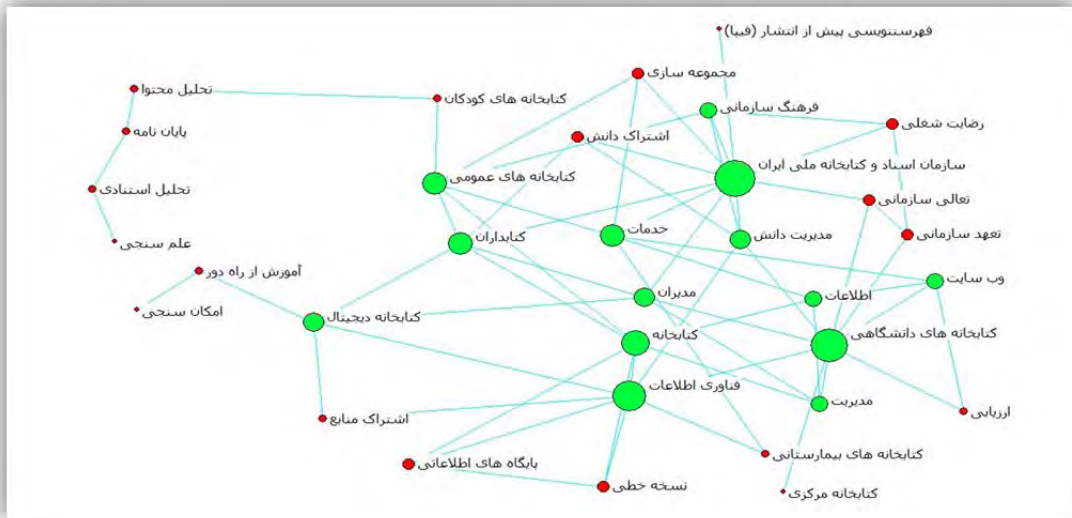 فهرستنویسی پیش از انتشار (فیپا)
مجموعه سازی
تحلیل محتوا
کتابخانه های کودکان
فرهنگ سازمانی
رضایت شغلی
پایان نامه
اشتراک دانش
سازمان اسناد و کتابخانه ملی ایران
کتابخانه های عمومی
تحلیل استنادی
تعالی سازمانی
علم سنجی
کتابداران
خدمات
مدیریت دانش
تعهد سازمانی
آموزش از راه دور
وب سایت
امکان سنجی
مدیران
اطلاعات
کتابخانه دیجیتال
کتابخانه
کتابخانه های دانشگاهی
فناوری اطلاعات
مدیریت
ارزیابی
اشتراک منابع
پایگاه های اطلاعاتی
کتابخانه های بیمارستانی
نسخه خطی
کتابخانه مرکزی